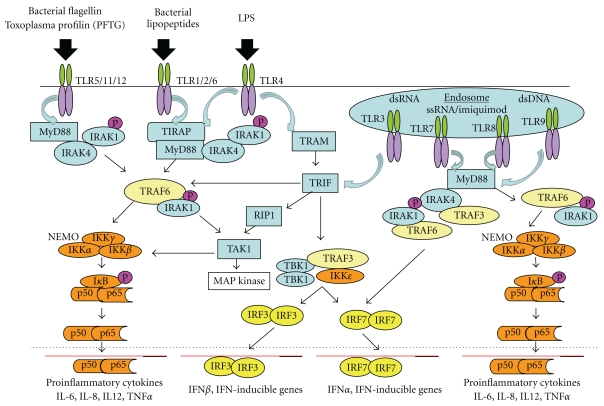 Bacterial flagellin
Toxoplasma profilin (PFTG)
Bacterial
lipopeptides
LPS
TLR5/11/12
TLR1/2/6
TLR4
dsRNA
Endosome
ssRNA/imiquimod
dsDNA
TLR3
TLR7
TLR8
TLR9
MyD88
P
IRAK1
IRAK4
TIRAP
MyD88
P
IRAK1
IRAK4
TRAM
TRIF
MyD88
TRAF6
P
IRAK1
RIP1
TAK1
MAP kinase
P
IRAK1
IRAK4
TRAF3
TRAF6
TRAF6
P
IRAK1
NEMO
IKKγ
IKKα
IKKβ
TRAF3
TBK1
TBK1
IKKε
NEMO
IKKγ
IKKα
IKKβ
IκB
P
p50
p65
IRF3
IRF3
IRF7
IRF7
IκB
P
p50
p65
p50
p65
p50
p65
p50
p65
IRF3
IRF3
IRF7
IRF7
p50
p65
Proinflammatory cytokines
IL-6, IL-8, IL12, TNFα
IFNβ, IFN-inducible genes
IFNα, IFN-inducible genes
Proinflammatory cytokines
IL-6, IL-8, IL12, TNFα